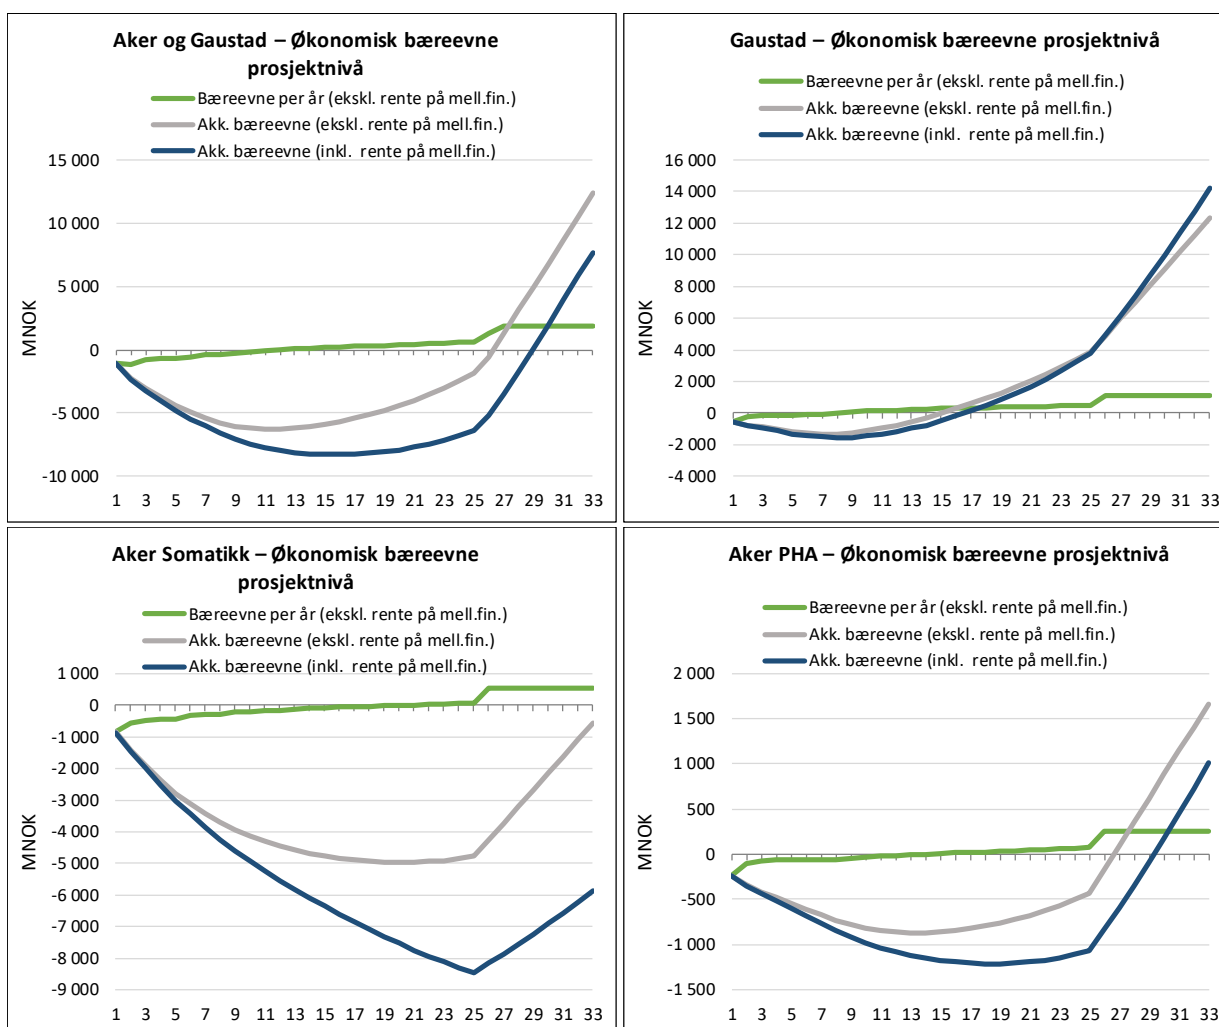 Aker og Gaustad – Økonomisk bæreevne
prosjektnivå
Bæreevne per år (ekskl. rente på mell.fin.)
Akk. bæreevne (ekskl. rente på mell.fin.)
Akk. bæreevne (inkl. rente på mell.fin.)
15 000
10 000
5 000
0
-5 000
-10 000
MNOK
1 3 5 7 9 11 13 15 17 19 21 23 25 27 29 31 33
Gaustad – Økonomisk bæreevne prosjektnivå
Bæreevne per år (ekskl. rente på mell.fin.)
Akk. bæreevne (ekskl. rente på mell.fin.)
Akk. bæreevne (inkl. rente på mell.fin.)
16 000
14 000
12 000
10 000
8 000
6 000
4 000
2 000
0
-2 000
-4 000
MNOK
1 3 5 7 9 11 13 15 17 19 21 23 25 27 29 31 33
Aker Somatikk – Økonomisk bæreevne
prosjektnivå
Bæreevne per år (ekskl. rente på mell.fin.)
Akk. bæreevne (ekskl. rente på mell.fin.)
Akk. bæreevne (inkl. rente på mell.fin.)
1 000
0
-1 000
-2 000
-3 000
-4 000
-5 000
-6 000
-7 000
-8 000
-9 000
MNOK
1 3 5 7 9 11 13 15 17 19 21 23 25 27 29 31 33
Aker PHA – Økonomisk bæreevne prosjektnivå
Bæreevne per år (ekskl. rente på mell.fin.)
Akk. bæreevne (ekskl. rente på mell.fin.)
Akk. bæreevne (inkl. rente på mell.fin.)
2 000
1 500
1 000
500
0
-500
-1 000
-1 500
MNOK
1 3 5 7 9 11 13 15 17 19 21 23 25 27 29 31 33